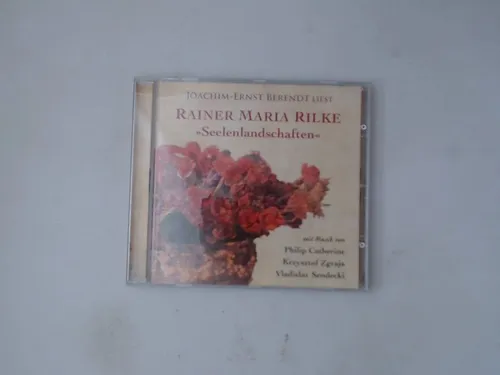 JOACHIM-ERNST BERENDT LIEST
RAINER MARIA RILKE
»Seelenlandschaften«
mit Musik von
Philip Catherine
Krzysztof Zgraja
Vladislav Sendecki